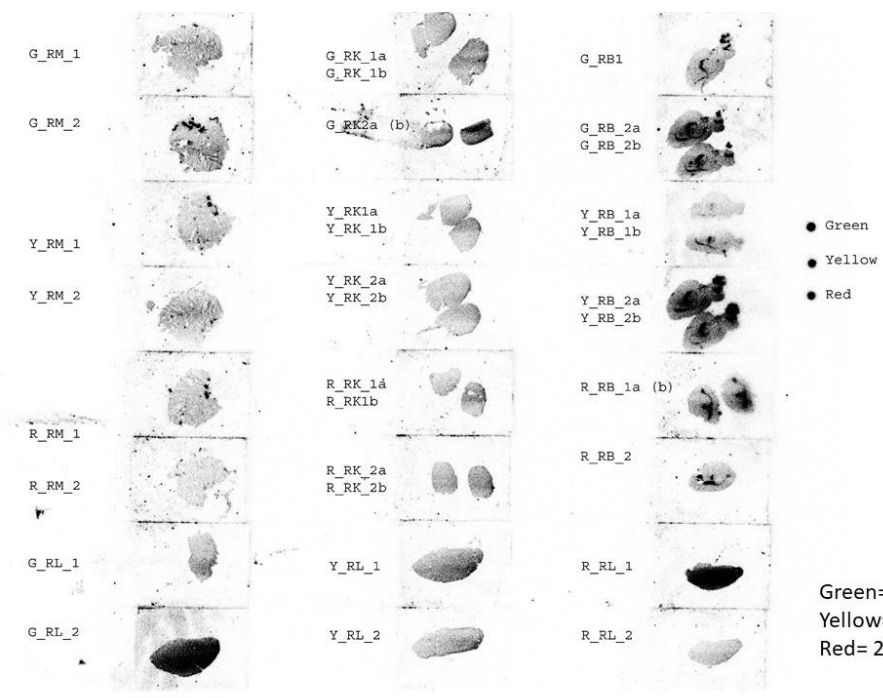 G_RM_1
G_RM_2
Y_RM_1
Y_RM_2
R_RM_1
R_RM_2
G_RL_1
G_RL_2
G_RK_1a
G_RK_1b
G_RK2a (b)
Y_RK1a
Y_RK_1b
Y_RK_2a
Y_RK_2b
R_RK_1a
R_RK1b
R_RK_2a
R_RK_2b
Y_RL_1
Y_RL_2
G_RB1
G_RB_2a
G_RB_2b
Y_RB_1a
Y_RB_1b
Y_RB_2a
Y_RB_2b
R_RB_1a (b)
R_RB_2
R_RL_1
R_RL_2
Green
Yellow
Red
Green=
Yellow=
Red= 2